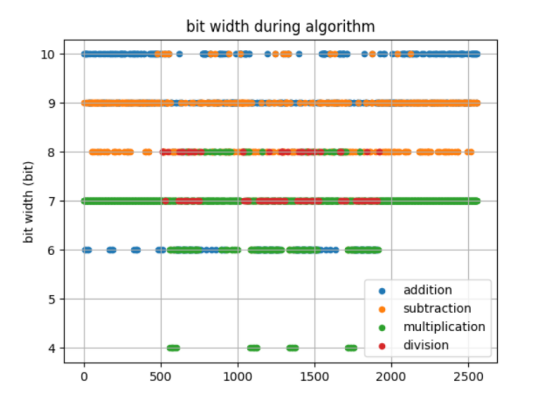 bit width during algorithm
bit width (bit)
10
9
8
7
6
5
4
addition
subtraction
multiplication
division
0 500 1000 1500 2000 2500